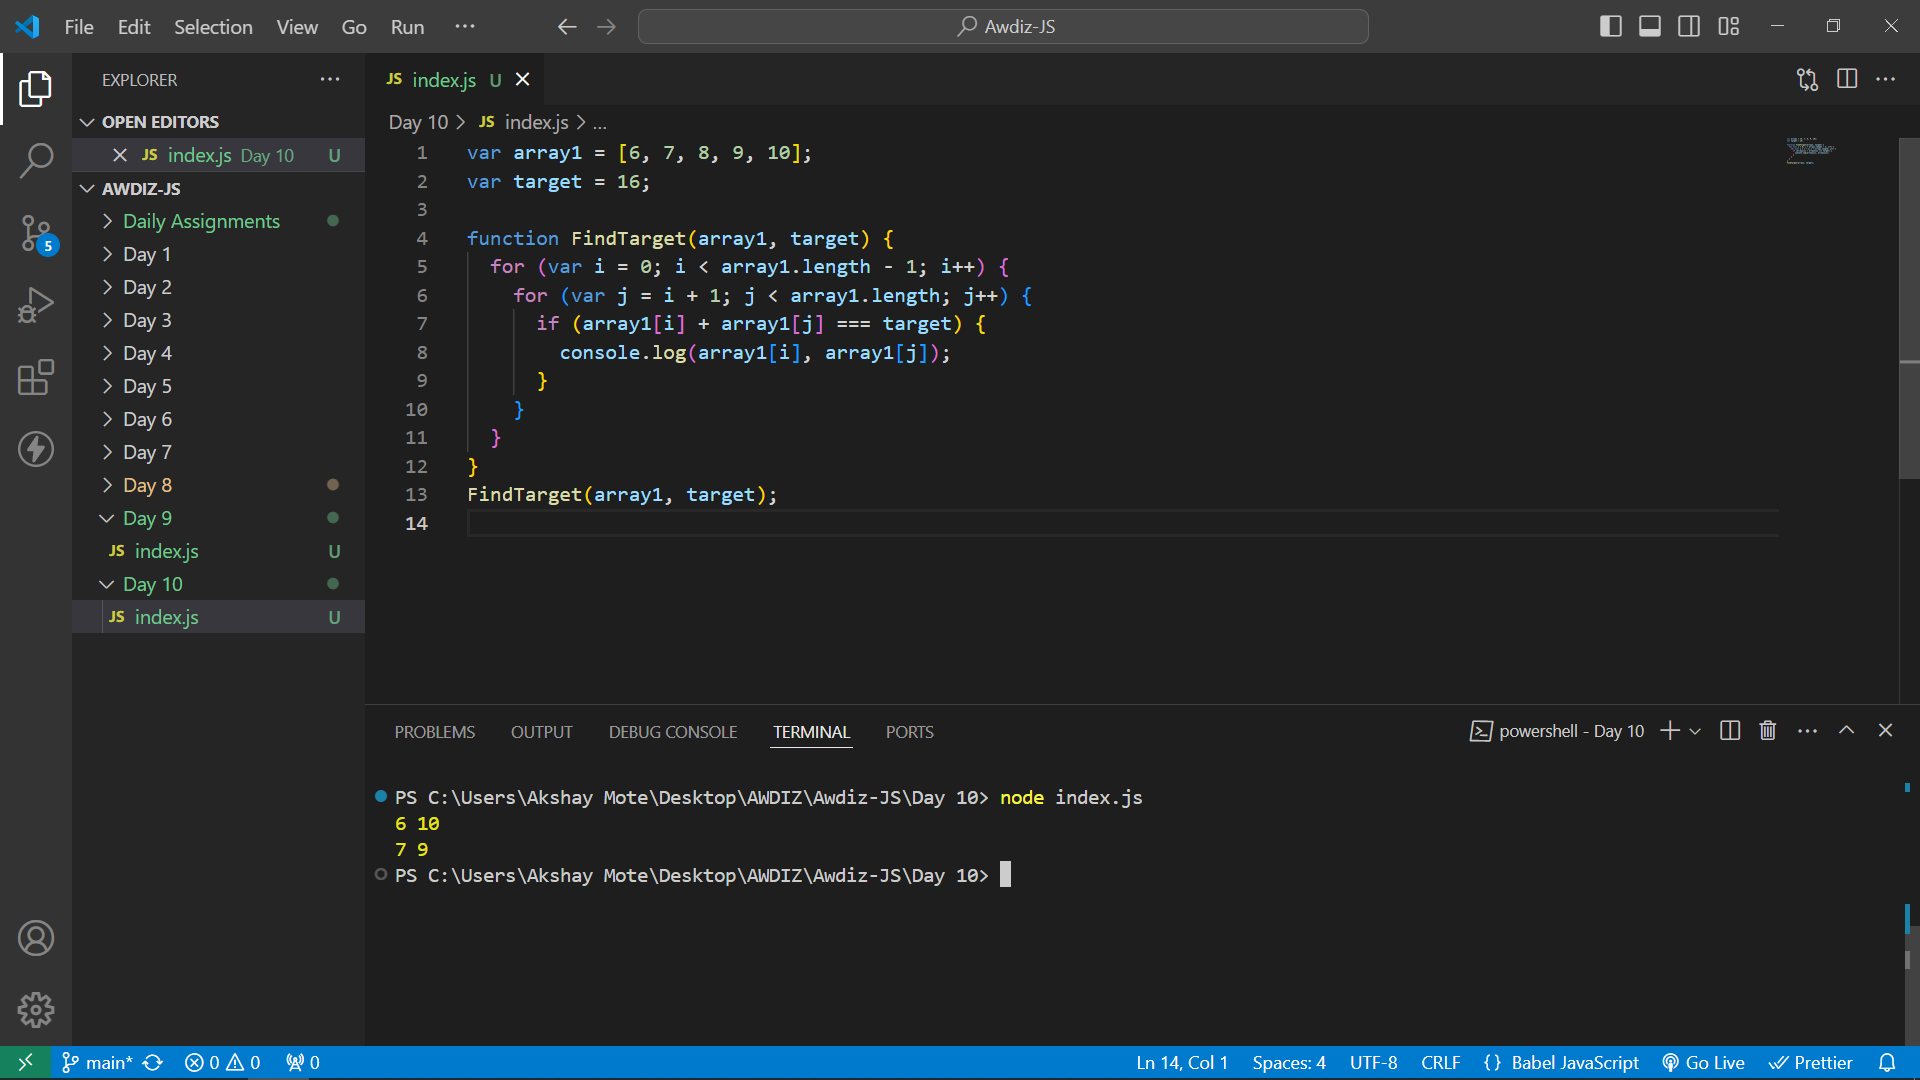 File Edit Selection View Go Run ··· Awdiz-JS
EXPLORER
OPEN EDITORS
JS index.js Day 10 U
AWDIZ-JS
Daily Assignments
Day 1
Day 2
Day 3
Day 4
Day 5
Day 6
Day 7
Day 8
Day 9
JS index.js U
Day 10
JS index.js U
5
JS index.js U
Day 10 > JS index.js > ...
1 var array1 = [6, 7, 8, 9, 10];
2 var target = 16;
3
4 function FindTarget(array1, target) {
5 for (var i = 0; i < array1.length - 1; i++) {
6 for (var j = i + 1; j < array1.length; j++) {
7 if (array1[i] + array1[j] === target) {
8 console.log(array1[i], array1[j]);
9 }
10 }
11 }
12 }
13 FindTarget(array1, target);
14
PROBLEMS OUTPUT DEBUG CONSOLE TERMINAL PORTS powershell - Day 10
PS C:\Users\Akshay Mote\Desktop\AWDIZ\Awdiz-JS\Day 10> node index.js
6 10
7 9
PS C:\Users\Akshay Mote\Desktop\AWDIZ\Awdiz-JS\Day 10>
main* 0 0 0 Ln 14, Col 1 Spaces: 4 UTF-8 CRLF {} Babel JavaScript Go Live Prettier